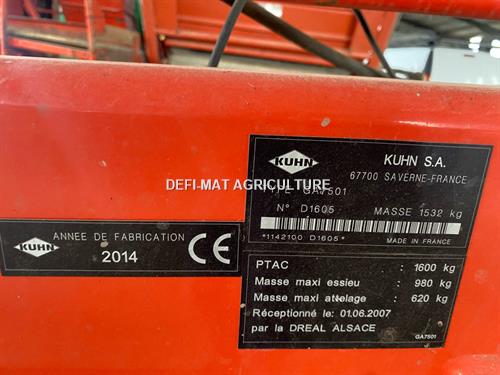 KUHN
KUHN S.A.
67700 SAVERNE-FRANCE
TYPE GA7501
DEFI-MAT AGRICULTURE
N° D1605 MASSE 1532 kg
*1142100 D1605*
MADE IN FRANCE
KUHN
ANNEE DE FABRICATION
2014
CE
PTAC : 1600 kg
Masse maxi essieu : 980 kg
Masse maxi attelage : 620 kg
Réceptionné le: 01.06.2007
par la DREAL ALSACE
GA7501